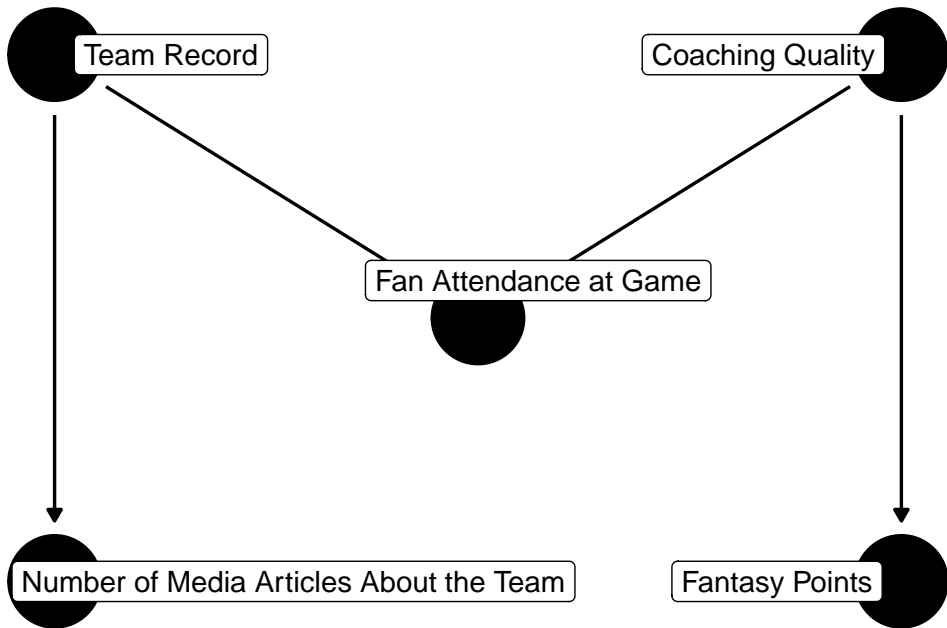 Team Record
Coaching Quality
Fan Attendance at Game
Number of Media Articles About the Team
Fantasy Points